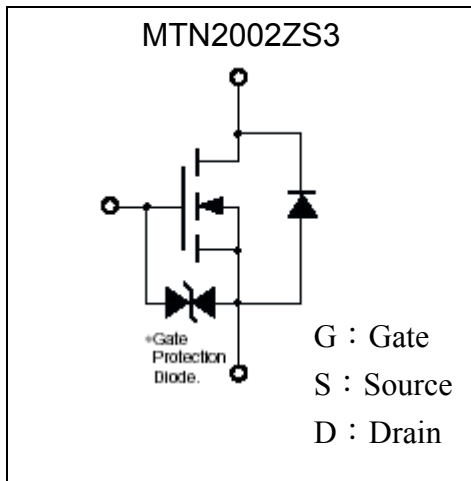 MTN2002ZS3
*Gate
Protection
Diode.
G：Gate
S：Source
D：Drain